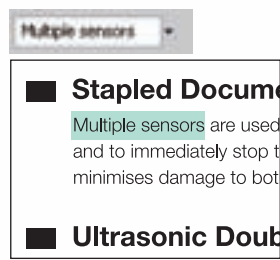 Multiple sensors
Stapled Docume
Multiple sensors are used
and to immediately stop t
minimises damage to bot
Ultrasonic Doub